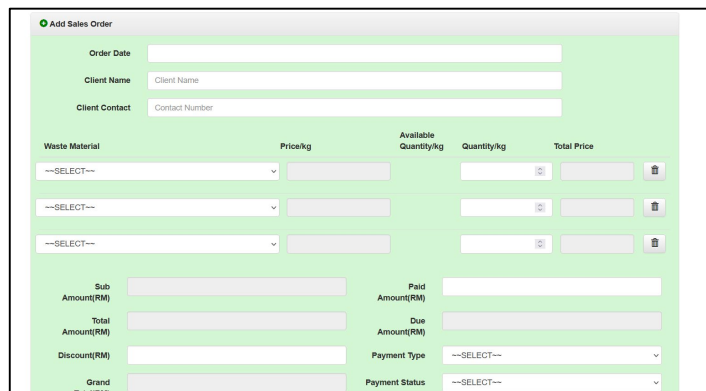 Add Sales Order
Order Date
Client Name Client Name
Client Contact Contact Number
Waste Material Price/kg Available Quantity/kg Quantity/kg Total Price
~~SELECT~~
~~SELECT~~
~~SELECT~~
Sub Amount(RM) Paid Amount(RM)
Total Amount(RM) Due Amount(RM)
Discount(RM) Payment Type ~~SELECT~~
Grand Payment Status ~~SELECT~~